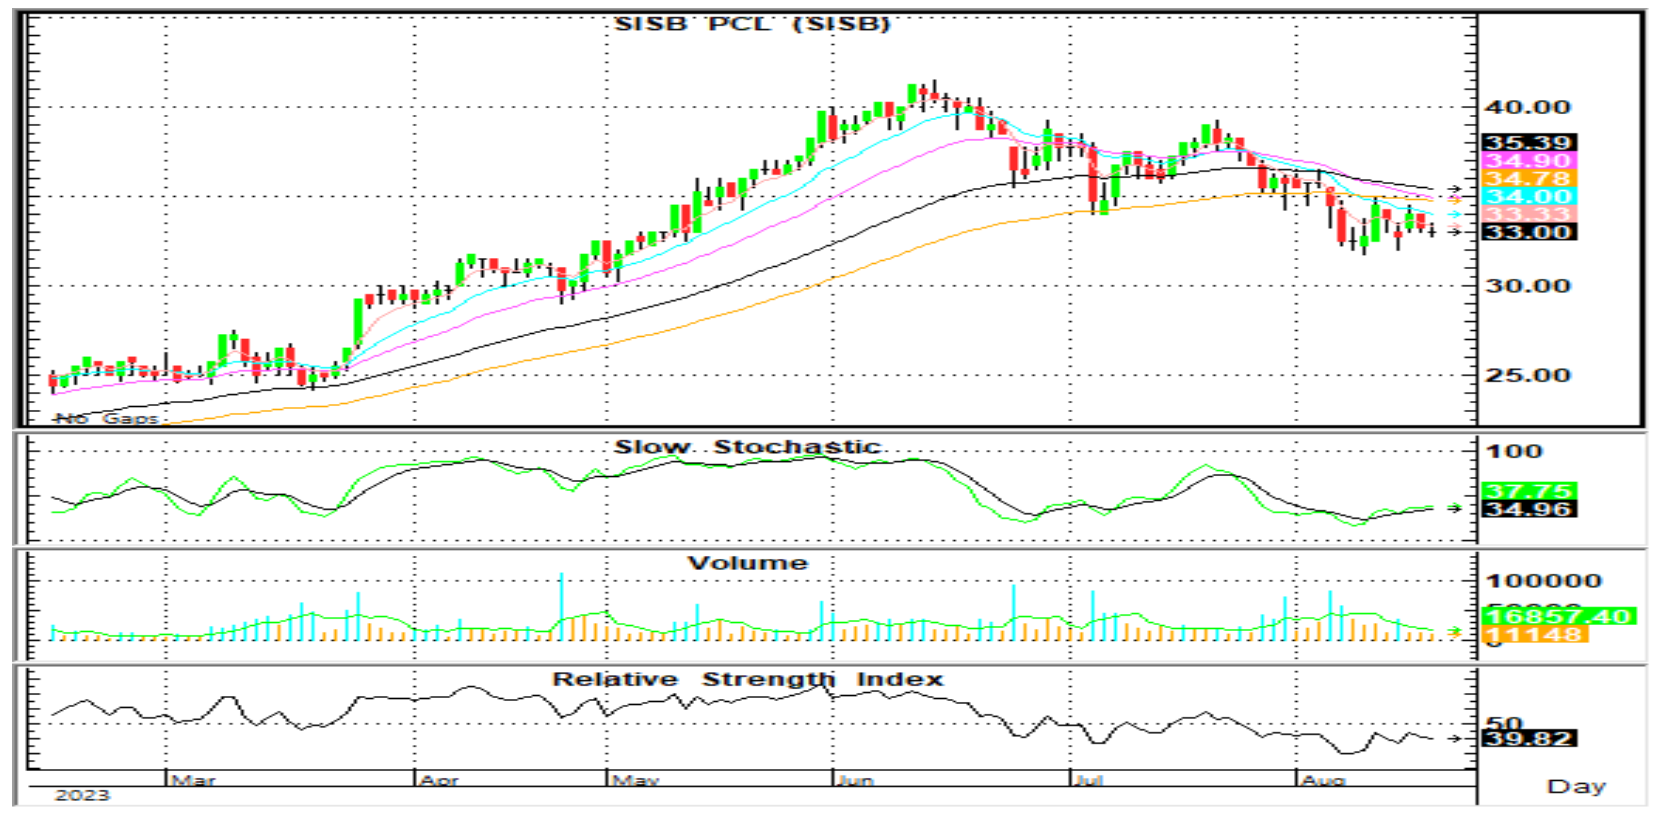 SISB PCL (SISB)
40.00
35.39
34.90
34.78
34.00
33.33
33.00
30.00
25.00
No Gaps
Slow Stochastic
100
37.75
34.96
Volume
100000
16857.40
11148
0
Relative Strength Index
50
39.82
Mar Apr May Jun Jul Aug
2023
Day